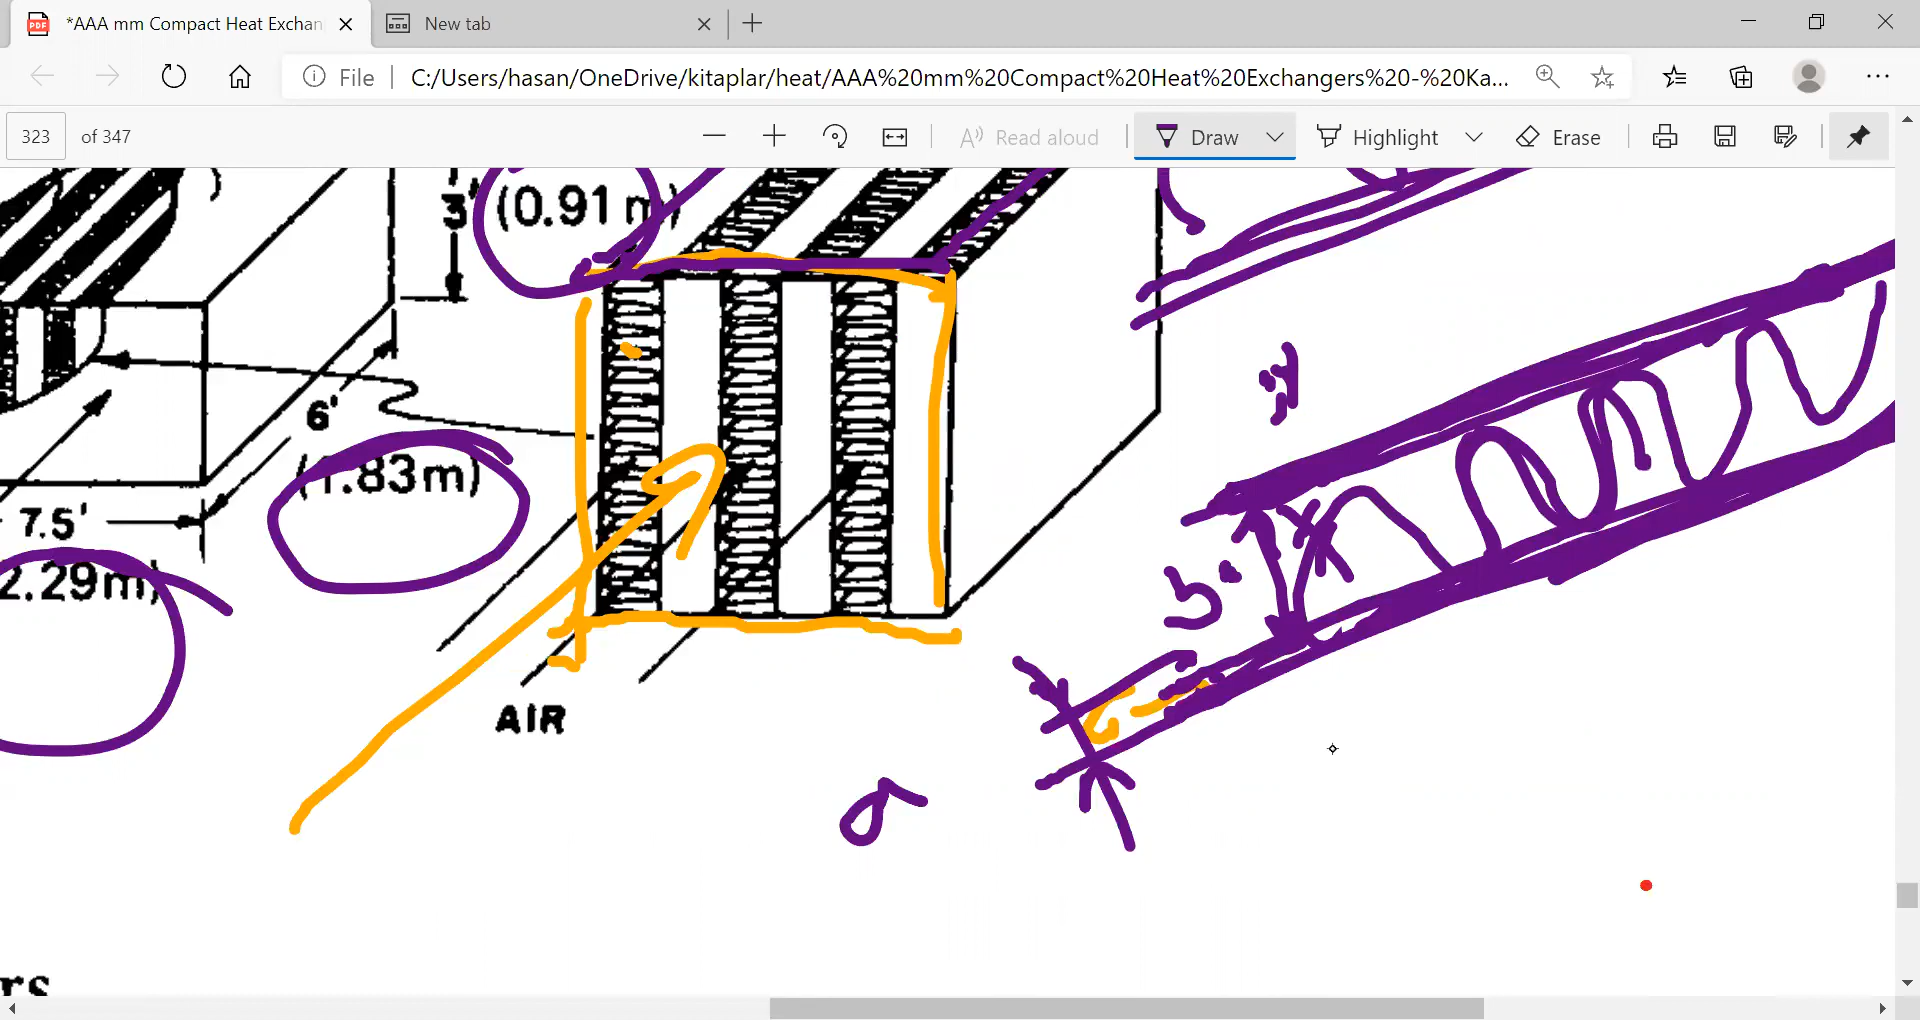 *AAA mm Compact Heat Exchan
New tab
File
C:/Users/hasan/OneDrive/kitaplar/heat/AAA%20mm%20Compact%20Heat%20Exchangers%20-%20Ka...
323 of 347
Read aloud
Draw
Highlight
Erase
3' (0.91 m)
6'
(1.83m)
7.5'
2.29m)
AIR
a
b
rs